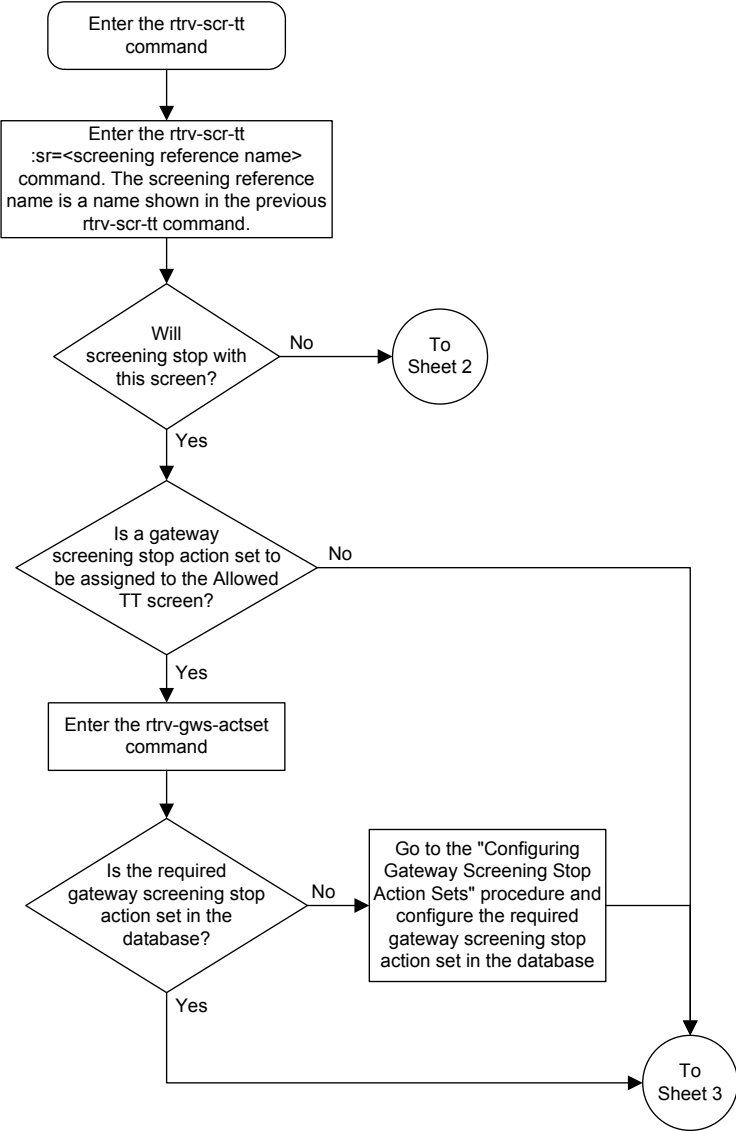 Enter the rtrv-scr-tt
command
Enter the rtrv-scr-tt
:sr=<screening reference name>
command. The screening reference
name is a name shown in the previous
rtrv-scr-tt command.
Will
screening stop with
this screen?
No
To
Sheet 2
Yes
Is a gateway
screening stop action set to
be assigned to the Allowed
TT screen?
No
Yes
Enter the rtrv-gws-actset
command
Is the required
gateway screening stop
action set in the
database?
No
Go to the "Configuring
Gateway Screening Stop
Action Sets" procedure and
configure the required
gateway screening stop
action set in the database
Yes
To
Sheet 3